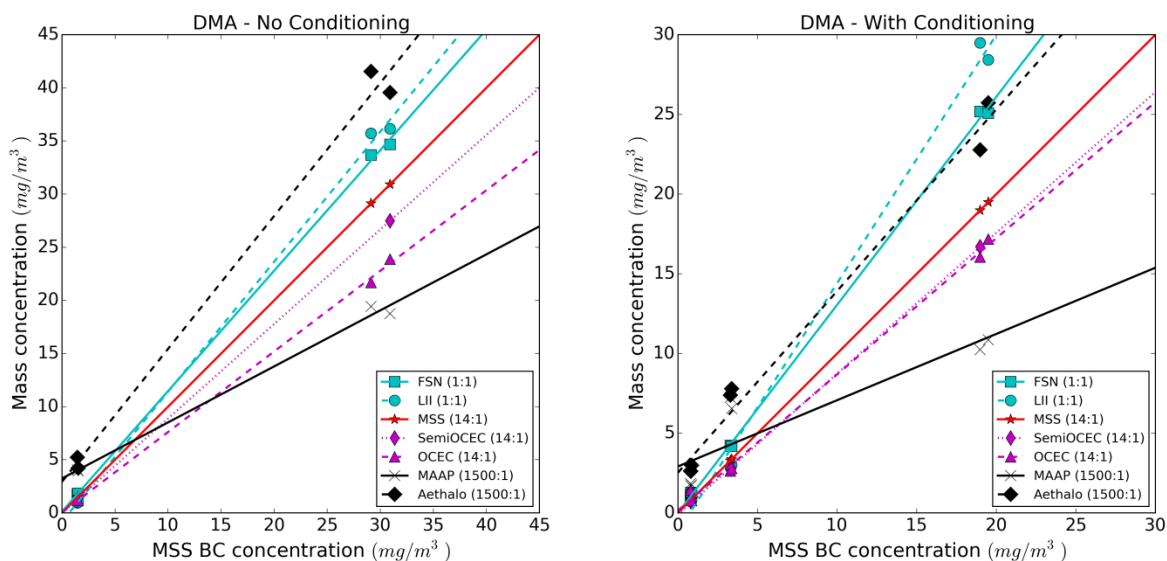 DMA - No Conditioning
45
40
35
30
25
20
15
10
5
0
Mass concentration (mg/m³)
0 5 10 15 20 25 30 35 40 45
MSS BC concentration (mg/m³)
FSN (1:1)
LII (1:1)
MSS (14:1)
SemiOCEC (14:1)
OCEC (14:1)
MAAP (1500:1)
Aethalo (1500:1)
DMA - With Conditioning
30
25
20
15
10
5
0
Mass concentration (mg/m³)
0 5 10 15 20 25 30
MSS BC concentration (mg/m³)
FSN (1:1)
LII (1:1)
MSS (14:1)
SemiOCEC (14:1)
OCEC (14:1)
MAAP (1500:1)
Aethalo (1500:1)